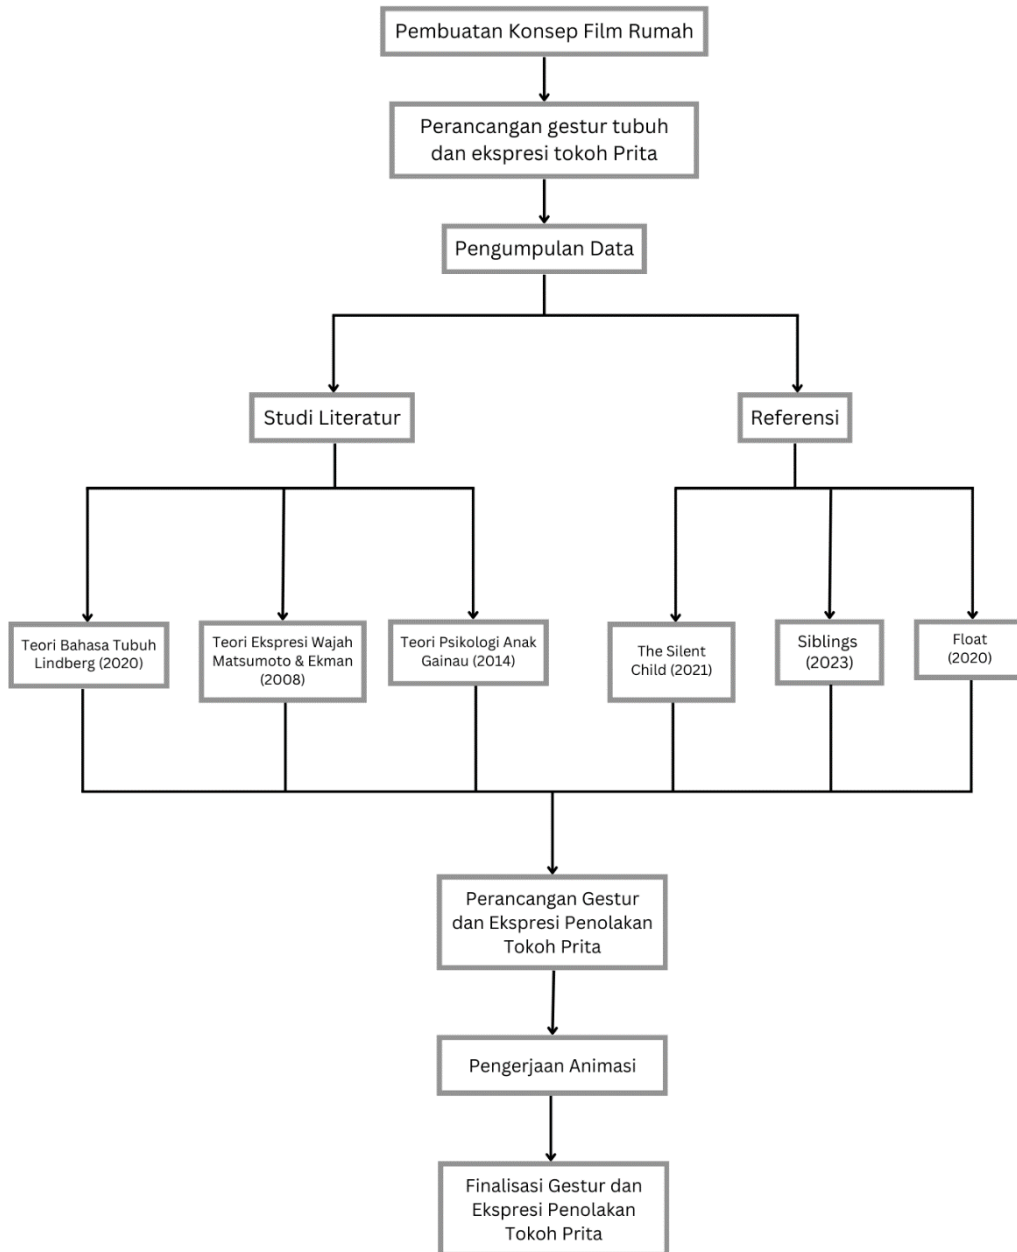 Pembuatan Konsep Film Rumah
Perancangan gestur tubuh
dan ekspresi tokoh Prita
Pengumpulan Data
Studi Literatur
Referensi
Teori Bahasa Tubuh
Lindberg (2020)
Teori Ekspresi Wajah
Matsumoto & Ekman
(2008)
Teori Psikologi Anak
Gainau (2014)
The Silent
Child (2021)
Siblings
(2023)
Float
(2020)
Perancangan Gestur
dan Ekspresi Penolakan
Tokoh Prita
Pengerjaan Animasi
Finalisasi Gestur dan
Ekspresi Penolakan
Tokoh Prita